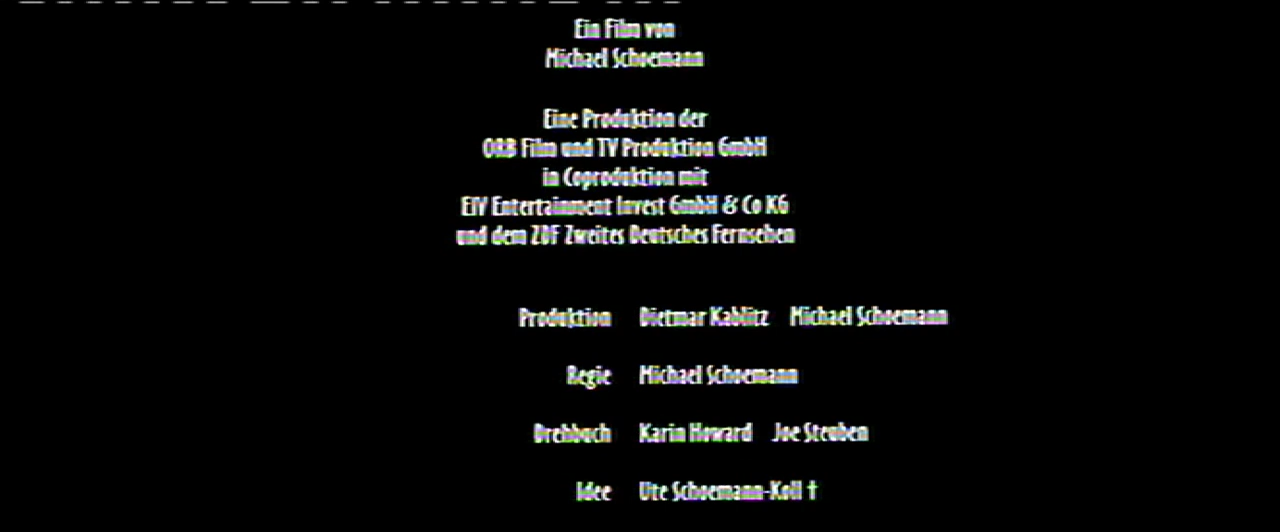 Ein Film von
Michael Schoemann
Eine Produktion der
ORB Film und TV Produktion GmbH
in Coproduktion mit
EIV Entertainment Invest GmbH & Co KG
und dem ZDF Zweites Deutsches Fernsehen
Produktion Dietmar Kablitz Michael Schoemann
Regie Michael Schoemann
Drehbuch Karin Howard Joe Steuben
Idee Ute Schoemann-Koll †